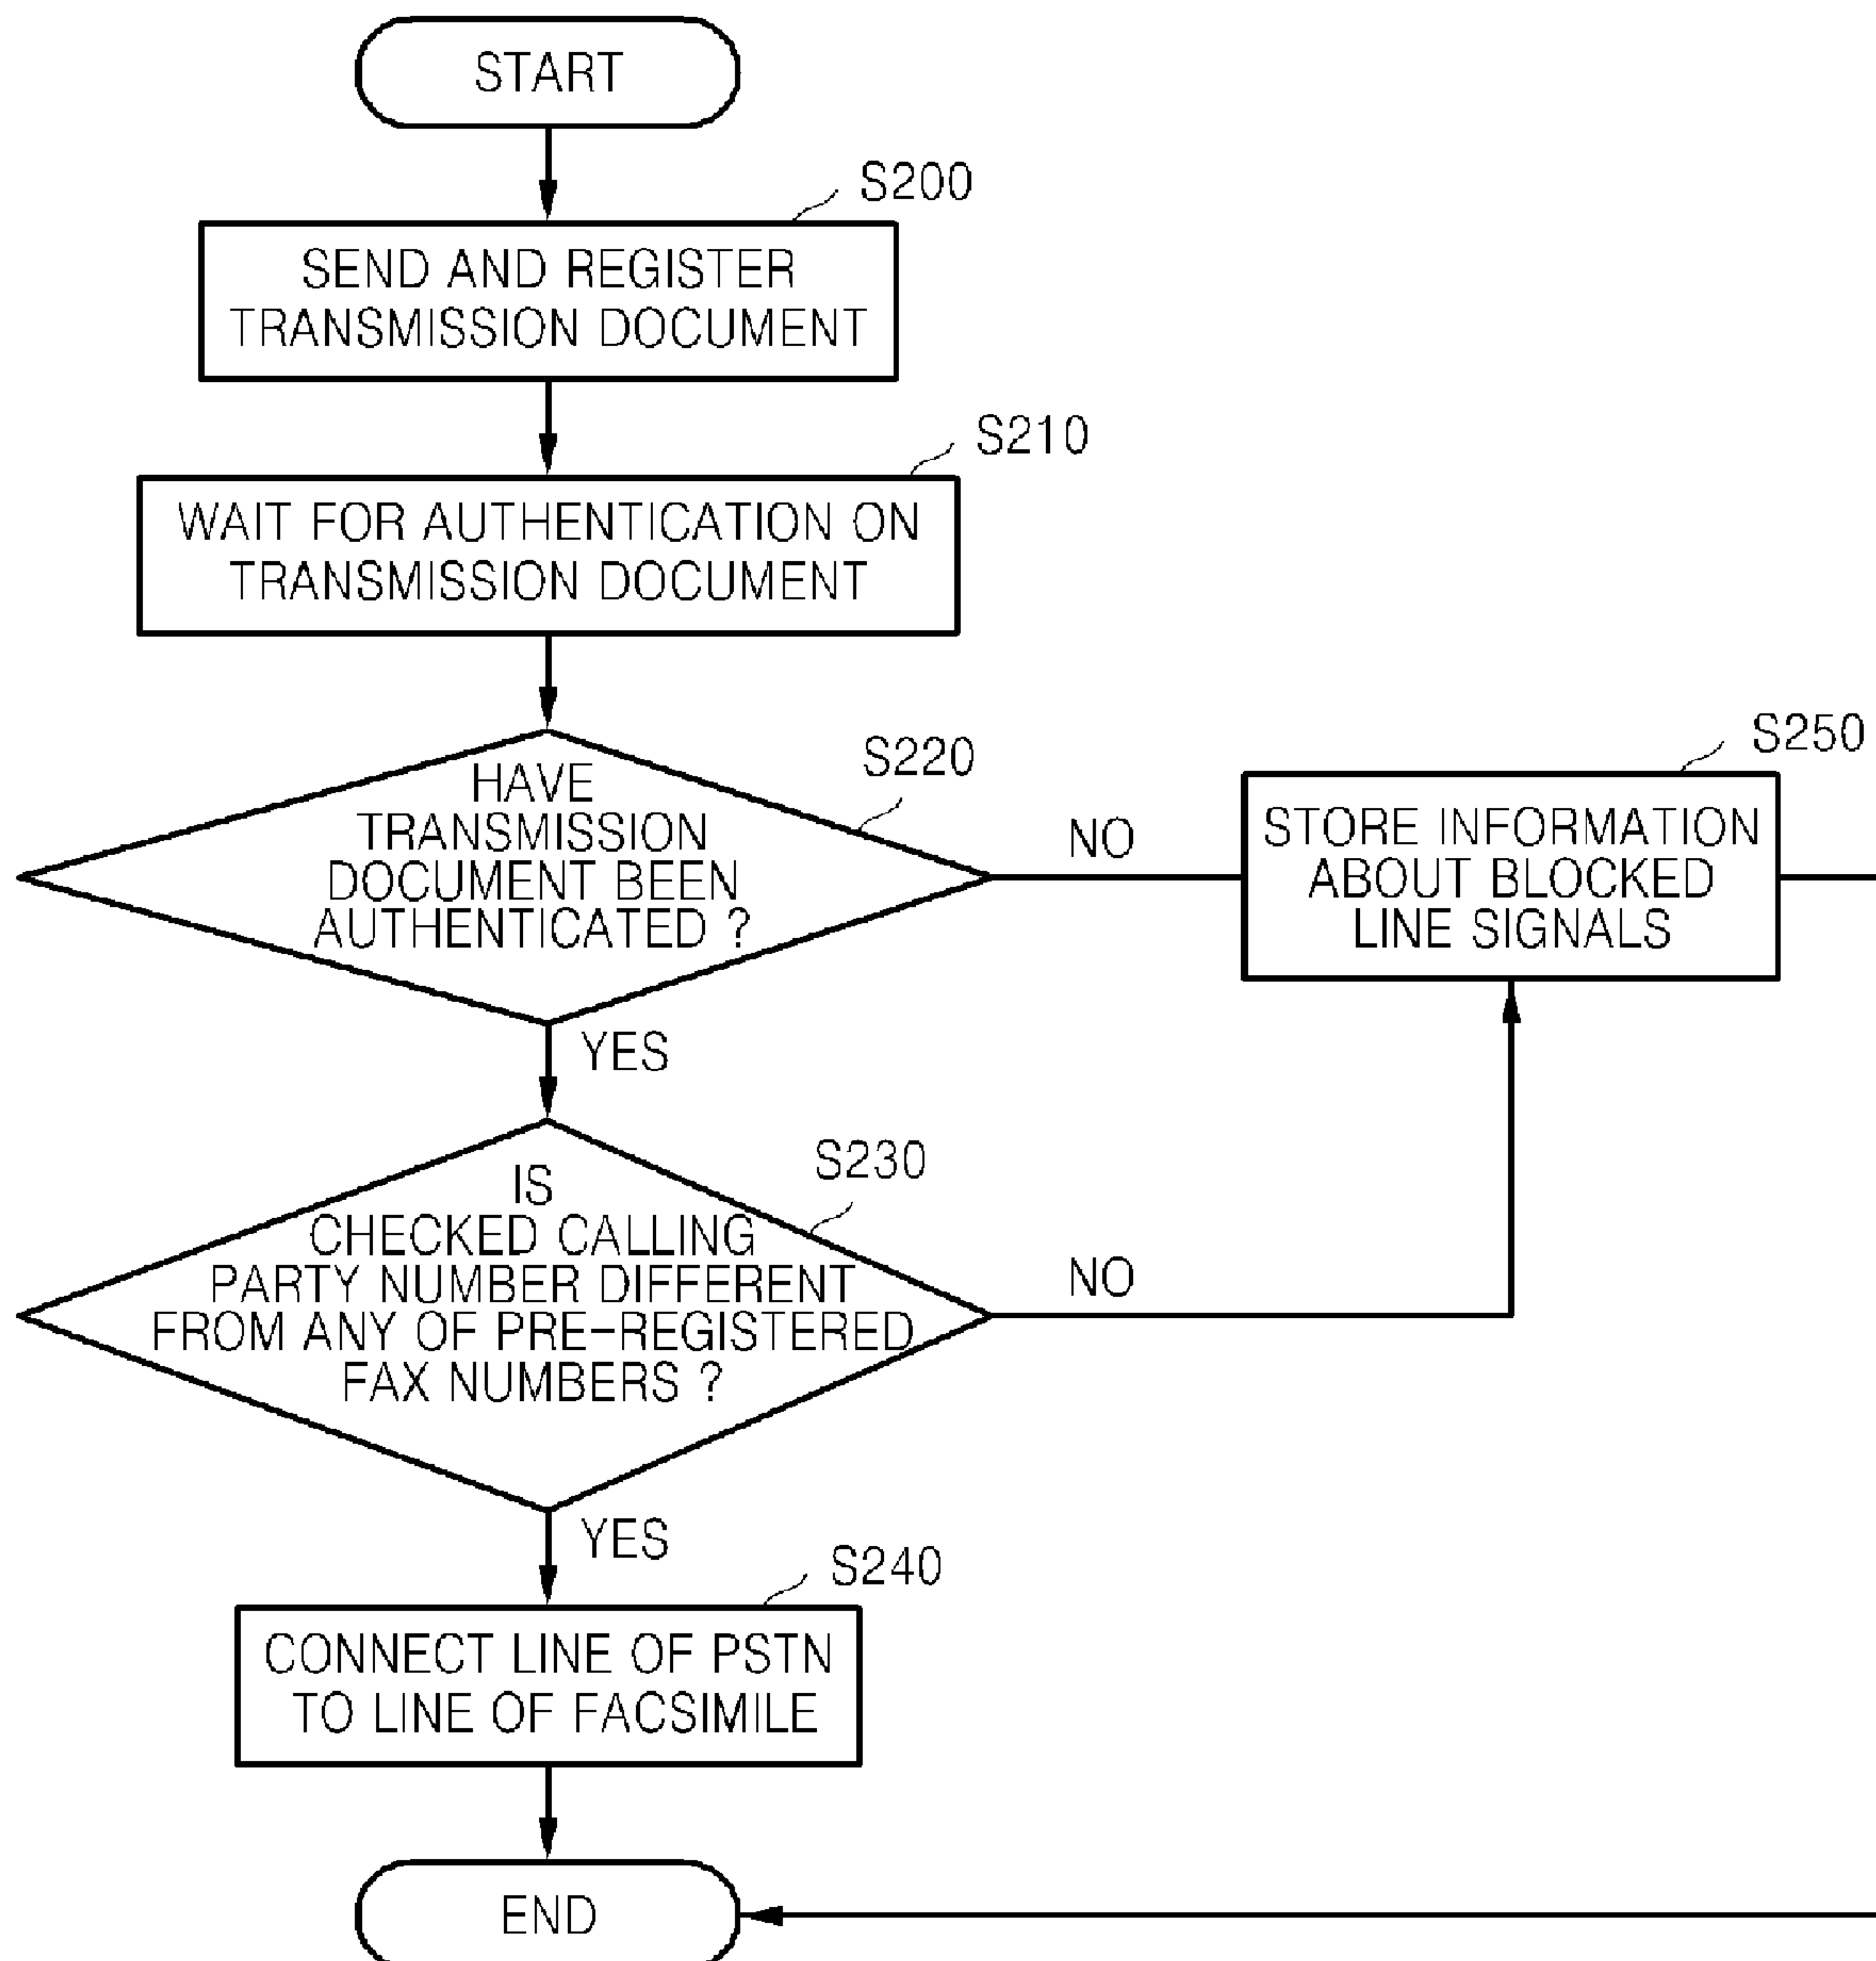 START
S200
SEND AND REGISTER
TRANSMISSION DOCUMENT
S210
WAIT FOR AUTHENTICATION ON
TRANSMISSION DOCUMENT
S220
HAVE
TRANSMISSION
DOCUMENT BEEN
AUTHENTICATED ?
NO
S250
STORE INFORMATION
ABOUT BLOCKED
LINE SIGNALS
YES
S230
IS
CHECKED CALLING
PARTY NUMBER DIFFERENT
FROM ANY OF PRE-REGISTERED
FAX NUMBERS ?
NO
YES
S240
CONNECT LINE OF PSTN
TO LINE OF FACSIMILE
END